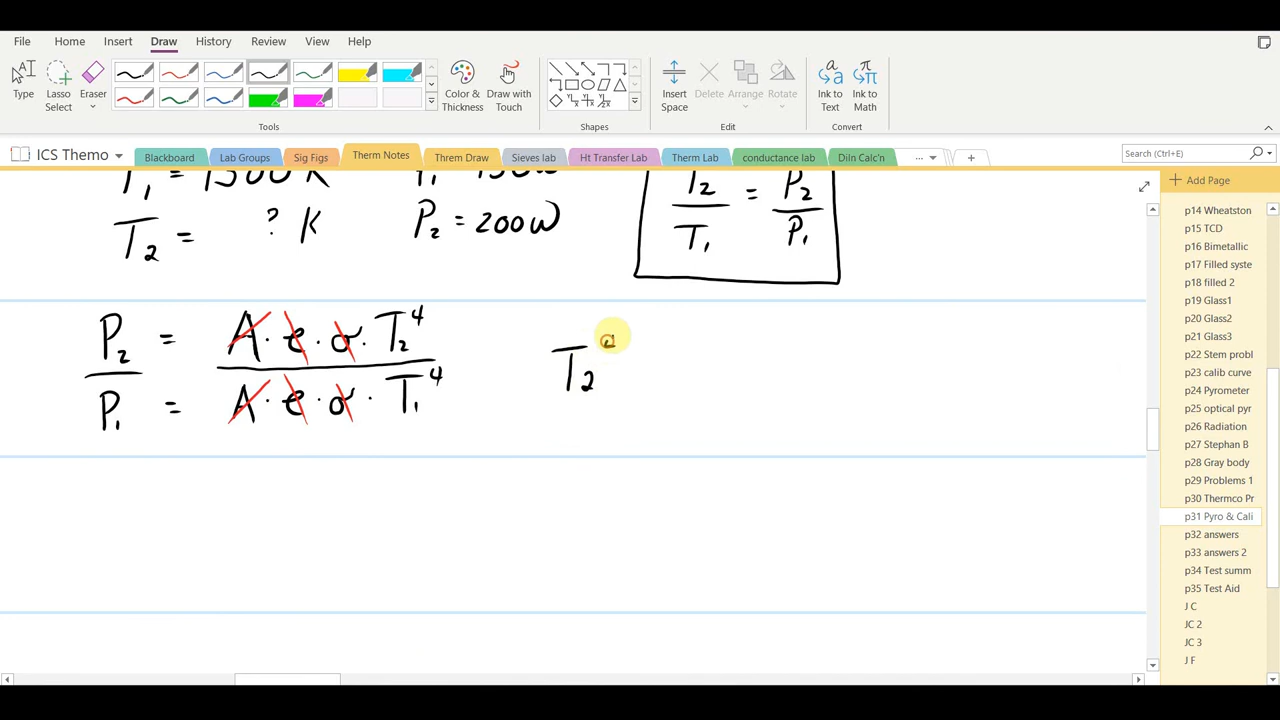 File Home Insert Draw History Review View Help
Type Lasso Select Eraser Color & Thickness Draw with Touch Insert Space Delete Arrange Rotate Ink to Text Ink to Math
Tools Shapes Edit Convert
ICS Themo Blackboard Lab Groups Sig Figs Therm Notes Threm Draw Sieves lab Ht Transfer Lab Therm Lab conductance lab Diln Calc'n ... + Search (Ctrl+E)
+ Add Page
T₂ = ? K P₂ = 200W
T₂/T₁ = P₂/P₁
P₂ = A · e · σ · T₂⁴
P₁ = A · e · σ · T₁⁴
T₂
p14 Wheatston
p15 TCD
p16 Bimetallic
p17 Filled syste
p18 filled 2
p19 Glass1
p20 Glass2
p21 Glass3
p22 Stem probl
p23 calib curve
p24 Pyrometer
p25 optical pyr
p26 Radiation
p27 Stephan B
p28 Gray body
p29 Problems 1
p30 Thermco Pr
p31 Pyro & Cali
p32 answers
p33 answers 2
p34 Test summ
p35 Test Aid
J C
JC 2
JC 3
J F